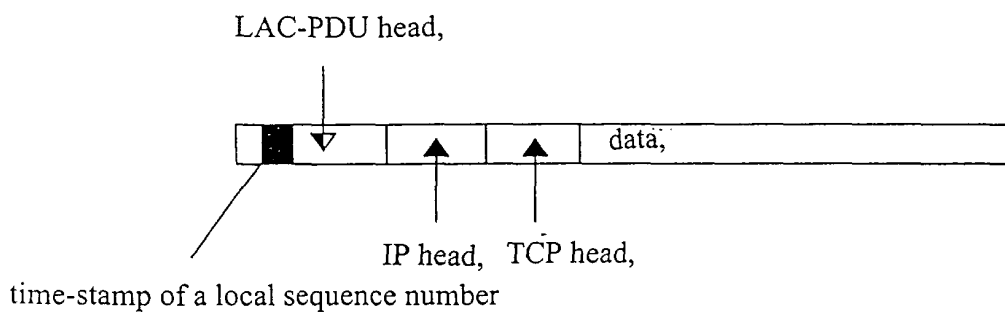 LAC-PDU head,
data,
IP head, TCP head,
time-stamp of a local sequence number